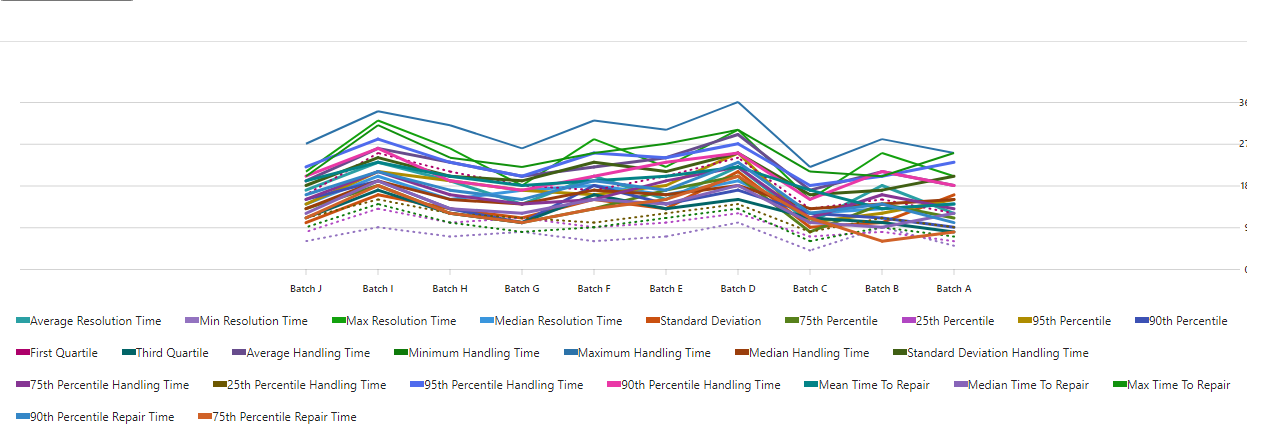 36
27
18
9
0
Batch J Batch I Batch H Batch G Batch F Batch E Batch D Batch C Batch B Batch A
Average Resolution Time Min Resolution Time Max Resolution Time Median Resolution Time Standard Deviation 75th Percentile 25th Percentile 95th Percentile 90th Percentile
First Quartile Third Quartile Average Handling Time Minimum Handling Time Maximum Handling Time Median Handling Time Standard Deviation Handling Time
75th Percentile Handling Time 25th Percentile Handling Time 95th Percentile Handling Time 90th Percentile Handling Time Mean Time To Repair Median Time To Repair Max Time To Repair
90th Percentile Repair Time 75th Percentile Repair Time